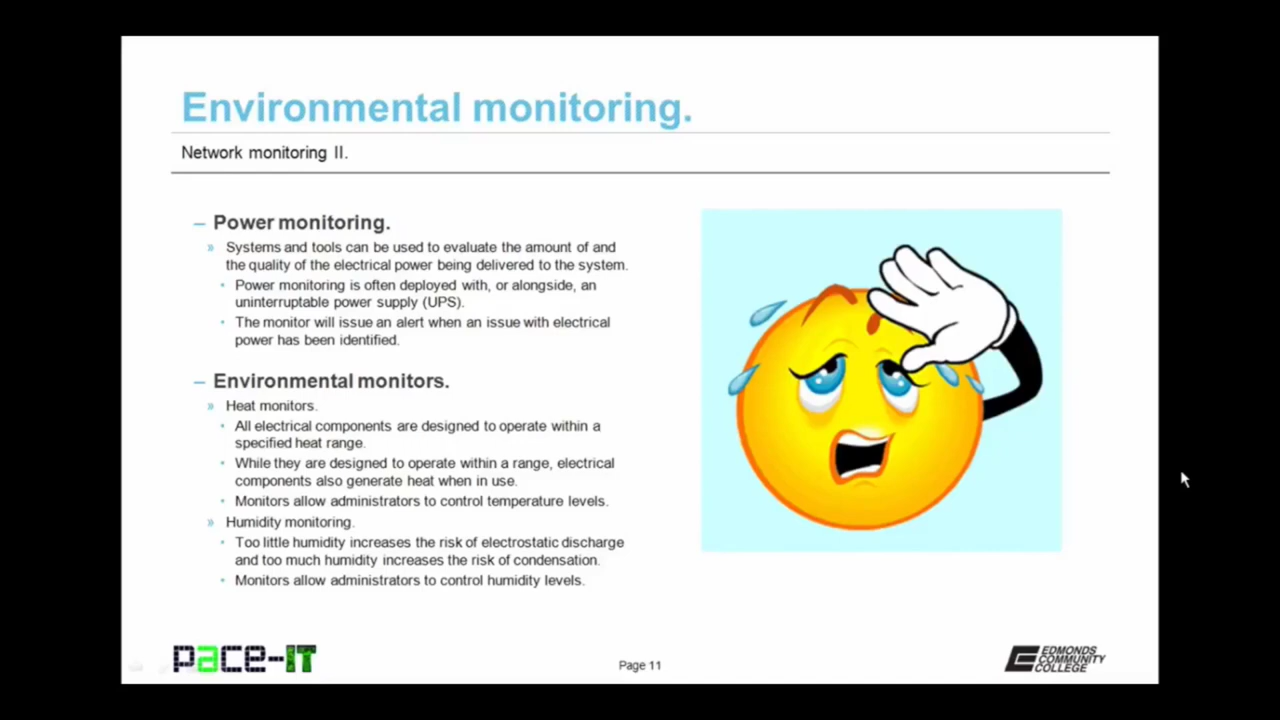 Environmental monitoring.
Network monitoring II.
– Power monitoring.
» Systems and tools can be used to evaluate the amount of and
the quality of the electrical power being delivered to the system.
• Power monitoring is often deployed with, or alongside, an
uninterruptable power supply (UPS).
• The monitor will issue an alert when an issue with electrical
power has been identified.
– Environmental monitors.
» Heat monitors.
• All electrical components are designed to operate within a
specified heat range.
• While they are designed to operate within a range, electrical
components also generate heat when in use.
• Monitors allow administrators to control temperature levels.
» Humidity monitoring.
• Too little humidity increases the risk of electrostatic discharge
and too much humidity increases the risk of condensation.
• Monitors allow administrators to control humidity levels.
pace-IT
Page 11
EDMONDS
COMMUNITY
COLLEGE